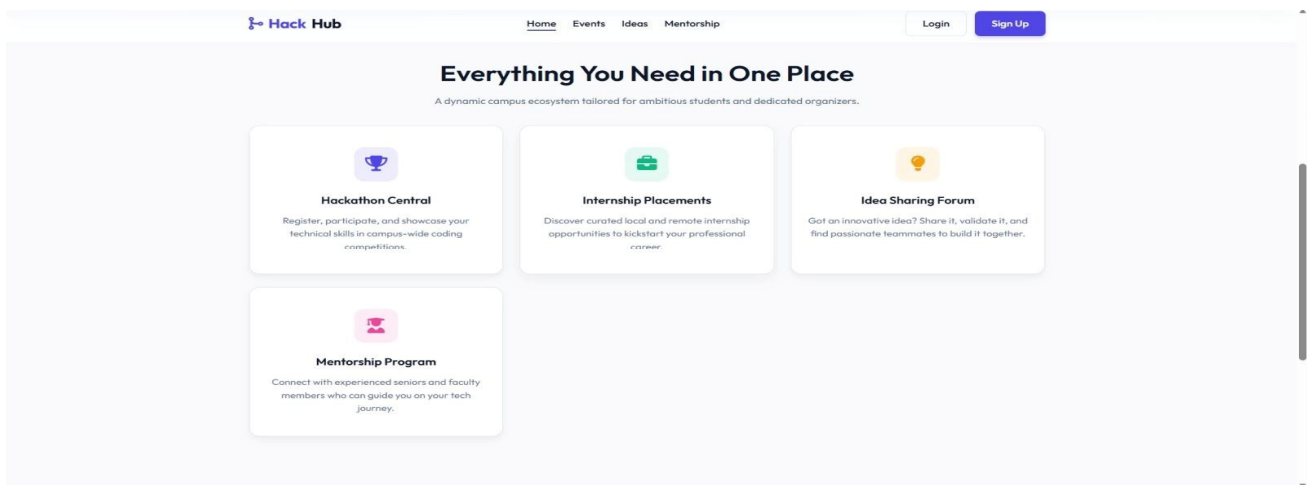 Hack Hub
Home Events Ideas Mentorship
Login Sign Up
Everything You Need in One Place
A dynamic campus ecosystem tailored for ambitious students and dedicated organizers.
Hackathon Central
Register, participate, and showcase your
technical skills in campus-wide coding
competitions.
Internship Placements
Discover curated local and remote internship
opportunities to kickstart your professional
career.
Idea Sharing Forum
Got an innovative idea? Share it, validate it, and
find passionate teammates to build it together.
Mentorship Program
Connect with experienced seniors and faculty
members who can guide you on your tech
journey.